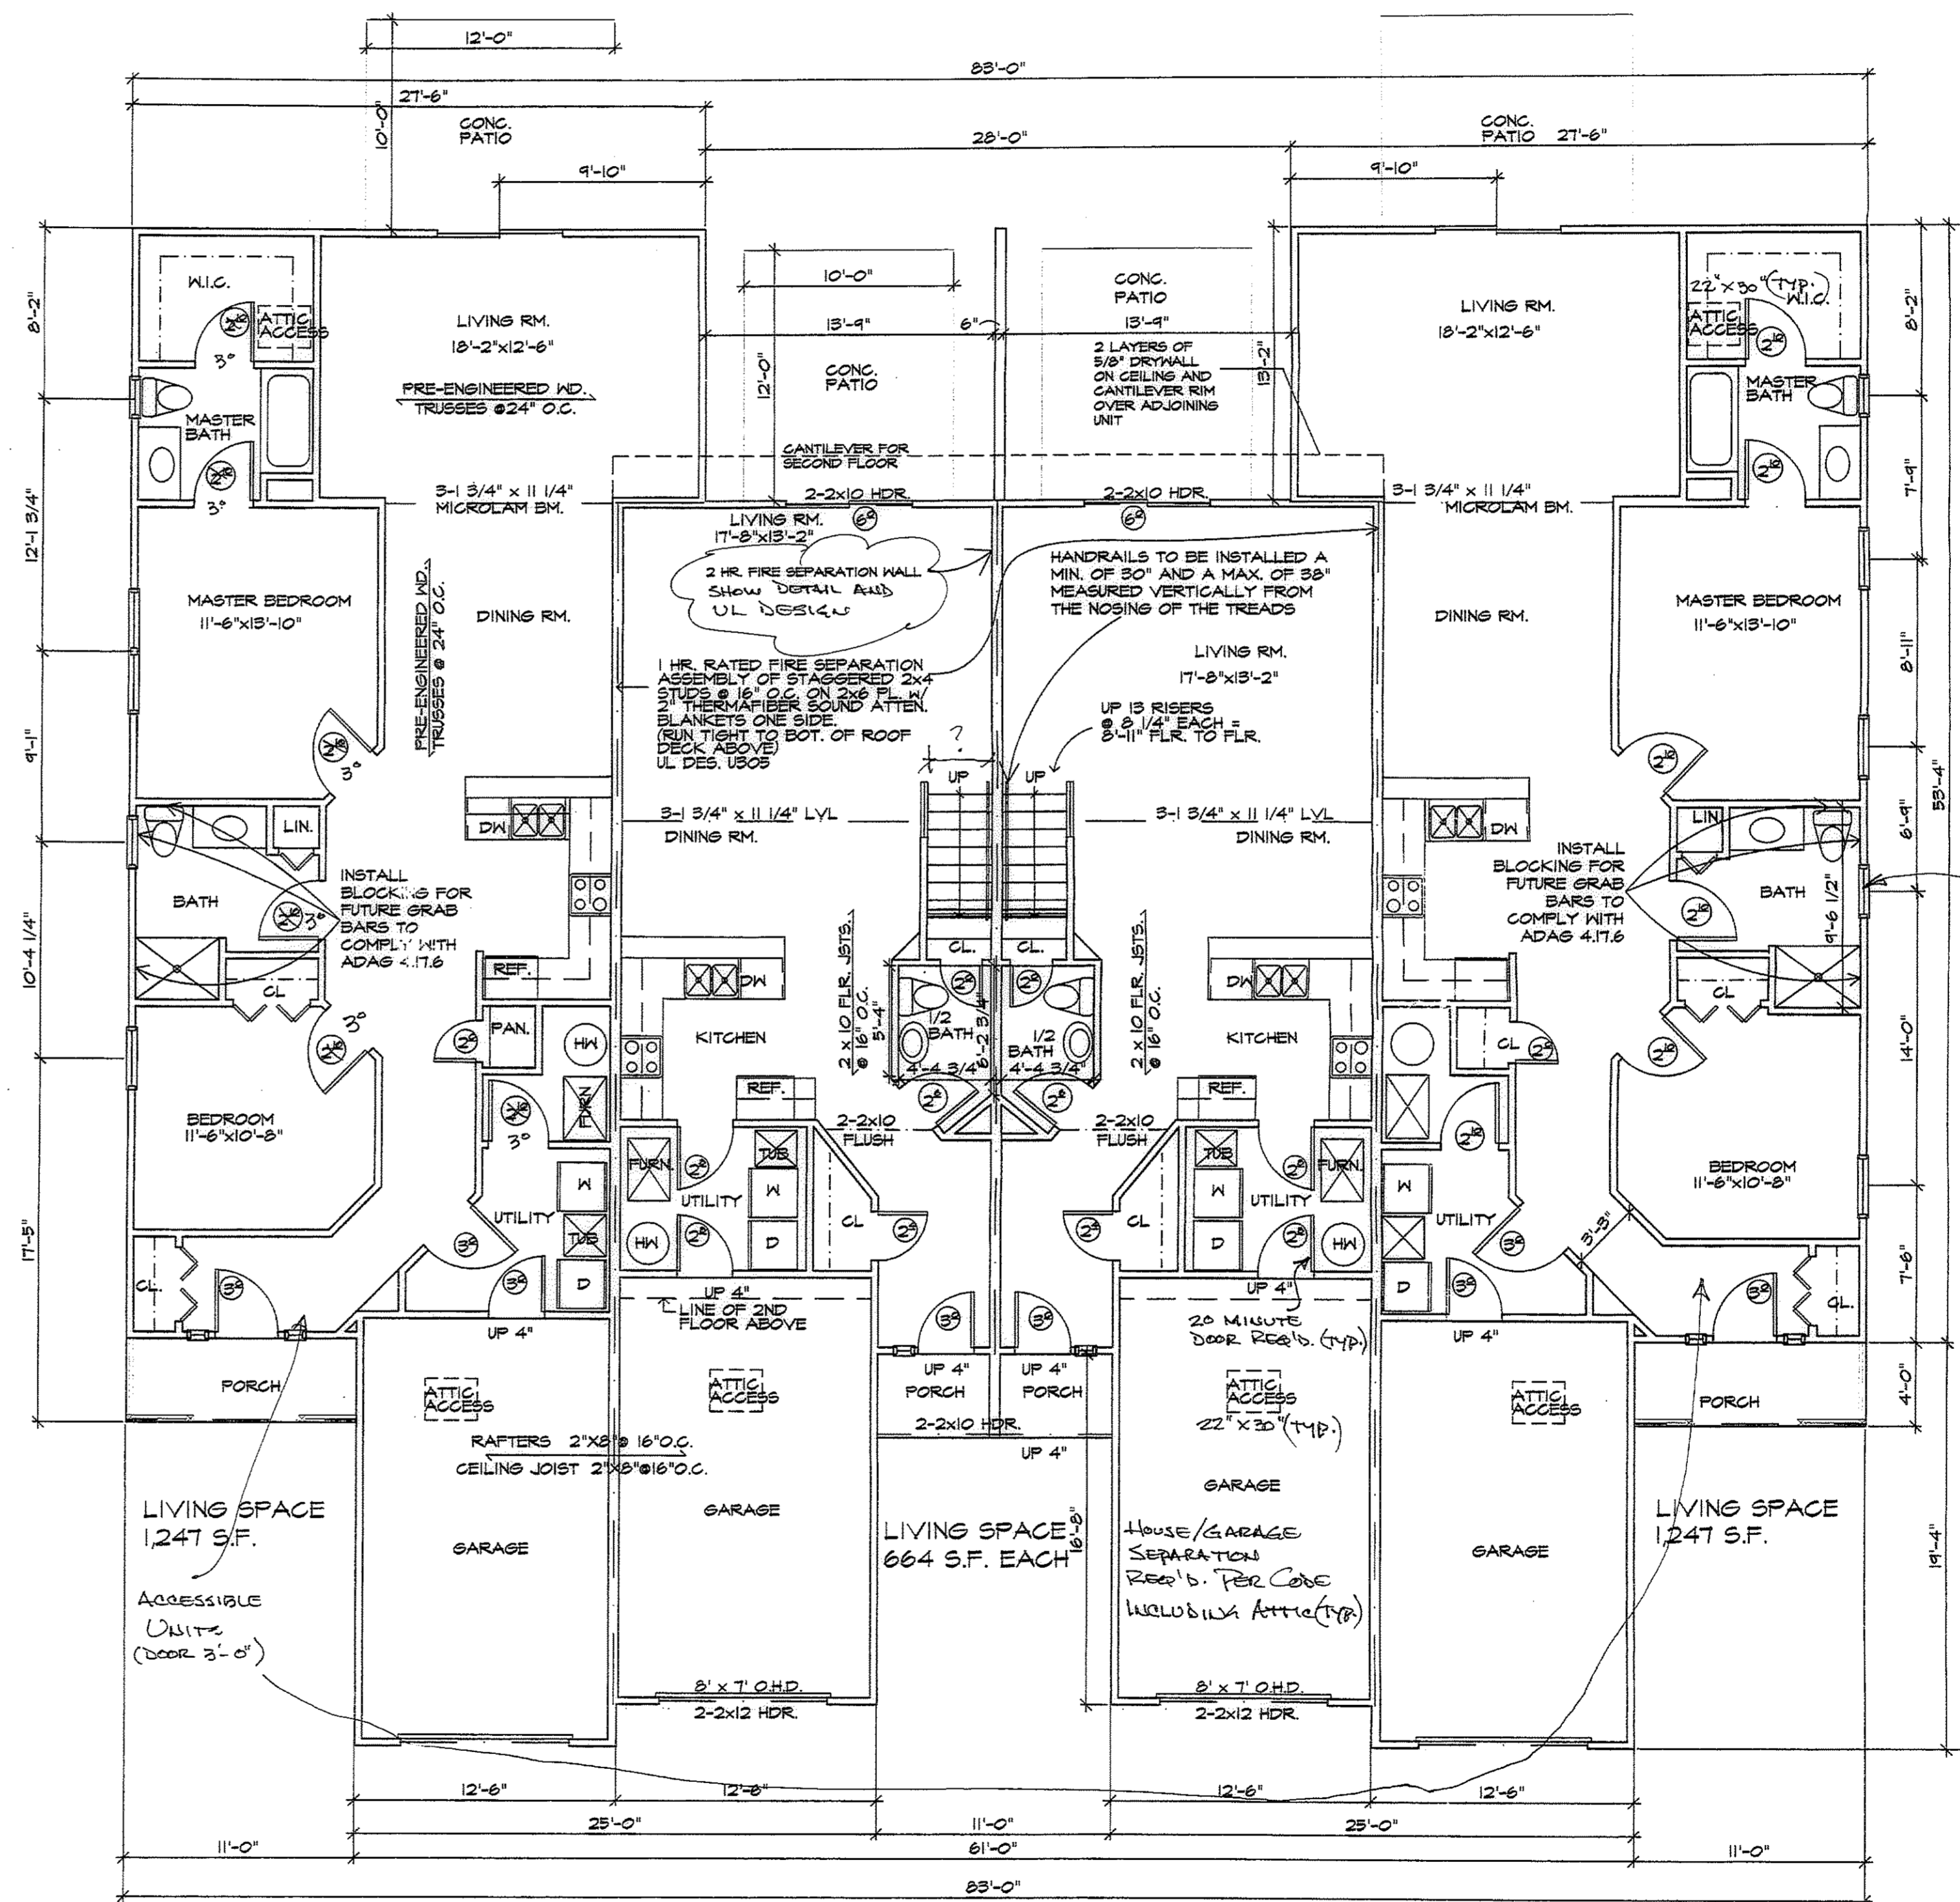 12'-0"
83'-0"
27'-6"
10'-0"
CONC.
PATIO
28'-0"
CONC.
PATIO 27'-6"
9'-10"
9'-10"
8'-2"
W.I.C.
ATTIC
ACCESS
3°
LIVING RM.
18'-2"x12'-6"
PRE-ENGINEERED WD.
TRUSSES @24" O.C.
10'-0"
13'-9"
6"
13'-9"
12'-0"
CONC.
PATIO
CONC.
PATIO
2 LAYERS OF
5/8" DRYWALL
ON CEILING AND
CANTILEVER RIM
OVER ADJOINING
UNIT
13'-2"
LIVING RM.
18'-2"x12'-6"
22"x30"(TYP.)
W.I.C.
ATTIC
ACCESS
8'-2"
MASTER
BATH
3°
MASTER
BATH
7'-9"
CANTILEVER FOR
SECOND FLOOR
3-1 3/4" x 11 1/4"
MICROLAM BM.
2-2x10 HDR.
2-2x10 HDR.
3-1 3/4" x 11 1/4"
MICROLAM BM.
12'-1 3/4"
LIVING RM.
17'-8"x13'-2"
2 HR. FIRE SEPARATION WALL
SHOW DETAIL AND
UL DESIGN
HANDRAILS TO BE INSTALLED A
MIN. OF 30" AND A MAX. OF 38"
MEASURED VERTICALLY FROM
THE NOSING OF THE TREADS
MASTER BEDROOM
11'-6"x13'-10"
PRE-ENGINEERED WD.
TRUSSES @ 24" O.C.
DINING RM.
DINING RM.
MASTER BEDROOM
11'-6"x13'-10"
8'-11"
53'-4"
1 HR. RATED FIRE SEPARATION
ASSEMBLY OF STAGGERED 2x4
STUDS @ 16" O.C. ON 2x6 PL. W/
2" THERMAFIBER SOUND ATTEN.
BLANKETS ONE SIDE.
(RUN TIGHT TO BOT. OF ROOF
DECK ABOVE)
UL DES. U305
LIVING RM.
17'-8"x13'-2"
UP 13 RISERS
@ 8 1/4" EACH =
8'-11" FLR. TO FLR.
?
UP
UP
9'-1"
3°
3-1 3/4" x 11 1/4" LVL
DINING RM.
3-1 3/4" x 11 1/4" LVL
DINING RM.
DW
DW
LIN.
LIN
6'-9"
BATH
3°
INSTALL
BLOCKING FOR
FUTURE GRAB
BARS TO
COMPLY WITH
ADAG 4.17.6
INSTALL
BLOCKING FOR
FUTURE GRAB
BARS TO
COMPLY WITH
ADAG 4.17.6
BATH
9'-6 1/2"
10'-4 1/4"
CL
REF.
DW
KITCHEN
2 x 10 FLR. JSTS.
@ 16" O.C.
5'-4"
CL.
CL.
1/2
BATH
6'-2 3/4"
1/2
BATH
4'-4 3/4"
4'-4 3/4"
2 x 10 FLR. JSTS.
@ 16" O.C.
DW
KITCHEN
CL
CL
14'-0"
3°
PAN.
HW
FURN
3°
REF.
REF.
2-2x10
FLUSH
2-2x10
FLUSH
BEDROOM
11'-6"x10'-8"
BEDROOM
11'-6"x10'-8"
W
UTILITY
TUB
D
FURN.
UTILITY
HW
TUB
W
D
CL
CL
TUB
W
D
UTILITY
FURN.
HW
W
UTILITY
D
3'-3"
17'-5"
7'-6"
CL.
CL.
UP 4"
UP 4"
LINE OF 2ND
FLOOR ABOVE
UP 4"
20 MINUTE
DOOR REQ'D. (TYP.)
UP 4"
UP 4"
UP 4"
PORCH
PORCH
PORCH
PORCH
4'-0"
ATTIC
ACCESS
ATTIC
ACCESS
ATTIC
ACCESS
22"x30"(TYP.)
ATTIC
ACCESS
2-2x10 HDR.
UP 4"
RAFTERS 2"X8"@ 16"O.C.
CEILING JOIST 2"X8"@16"O.C.
GARAGE
GARAGE
GARAGE
GARAGE
LIVING SPACE
1,247 S.F.
LIVING SPACE
664 S.F. EACH
16'-8"
HOUSE/GARAGE
SEPARATION
REQ'D. PER CODE
INCLUDING ATTIC(TYP.)
LIVING SPACE
1,247 S.F.
19'-4"
ACCESSIBLE
UNITS
(DOOR 3'-0")
8' x 7' O.H.D.
2-2x12 HDR.
8' x 7' O.H.D.
2-2x12 HDR.
12'-6"
12'-6"
12'-6"
12'-6"
25'-0"
11'-0"
25'-0"
11'-0"
61'-0"
11'-0"
83'-0"